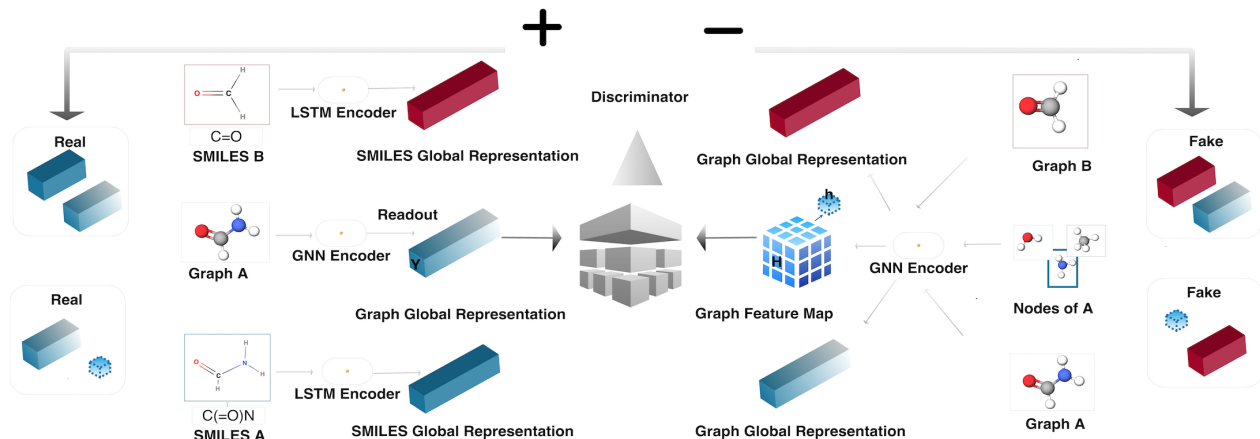 +
−
Real
H
O
C
H
C=O
SMILES B
LSTM Encoder
SMILES Global Representation
Discriminator
Graph Global Representation
Graph B
Fake
Graph A
GNN Encoder
Readout
Y
Graph Global Representation
h
H
Graph Feature Map
GNN Encoder
Nodes of A
Real
H
O
N
C
H
H
C(=O)N
SMILES A
LSTM Encoder
SMILES Global Representation
Graph Global Representation
Graph A
Fake